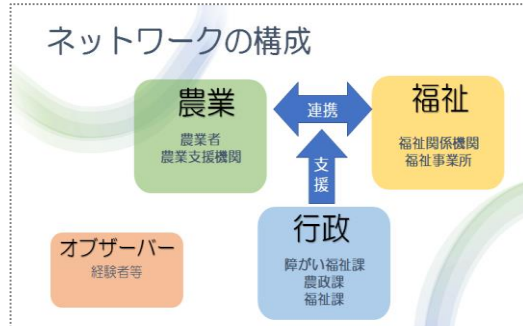 ネットワークの構成
農業
農業者
農業支援機関
連携
福祉
福祉関係機関
福祉事業所
支援
行政
障がい福祉課
農政課
福祉課
オブザーバー
経験者等